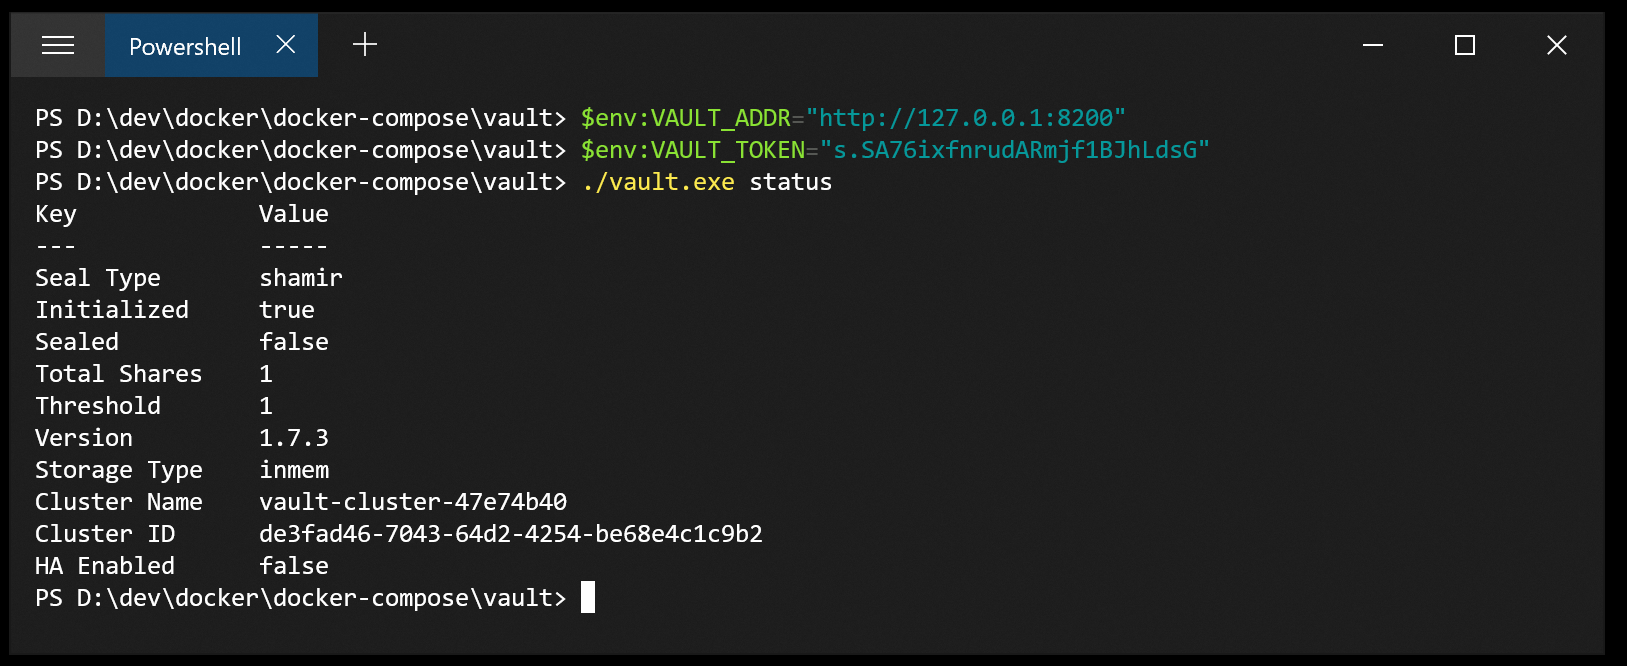 Powershell
PS D:\dev\docker\docker-compose\vault> $env:VAULT_ADDR="http://127.0.0.1:8200"
PS D:\dev\docker\docker-compose\vault> $env:VAULT_TOKEN="s.SA76ixfnrudARmjf1BJhLdsG"
PS D:\dev\docker\docker-compose\vault> ./vault.exe status
Key             Value
---             -----
Seal Type       shamir
Initialized     true
Sealed          false
Total Shares    1
Threshold       1
Version         1.7.3
Storage Type    inmem
Cluster Name    vault-cluster-47e74b40
Cluster ID      de3fad46-7043-64d2-4254-be68e4c1c9b2
HA Enabled      false
PS D:\dev\docker\docker-compose\vault>